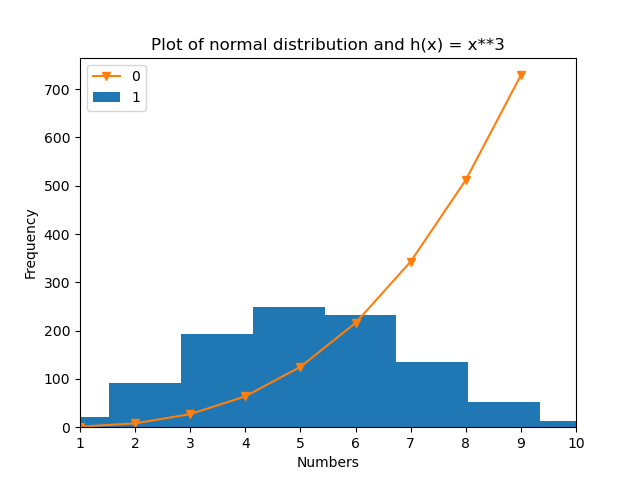 Plot of normal distribution and h(x) = x**3
0
1
700
600
500
400
300
200
100
0
Frequency
1 2 3 4 5 6 7 8 9 10
Numbers